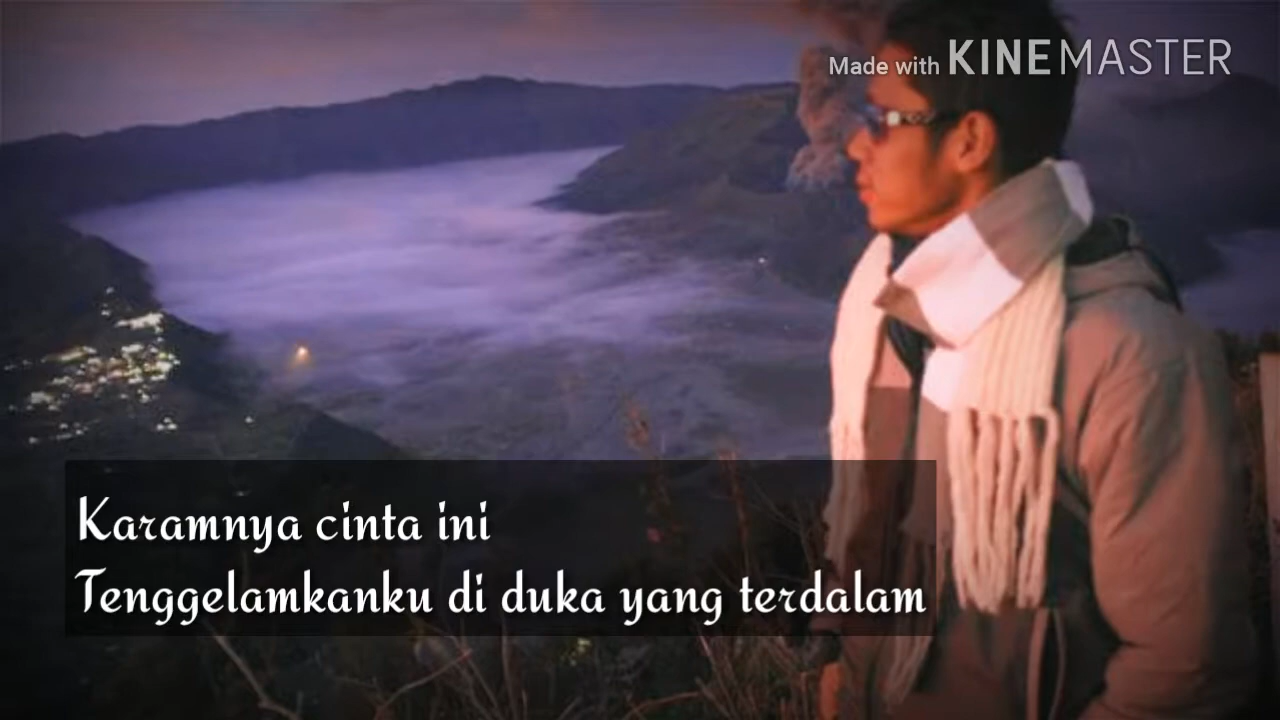 Made with KINEMASTER
Karamnya cinta ini
Tenggelamkanku di duka yang terdalam